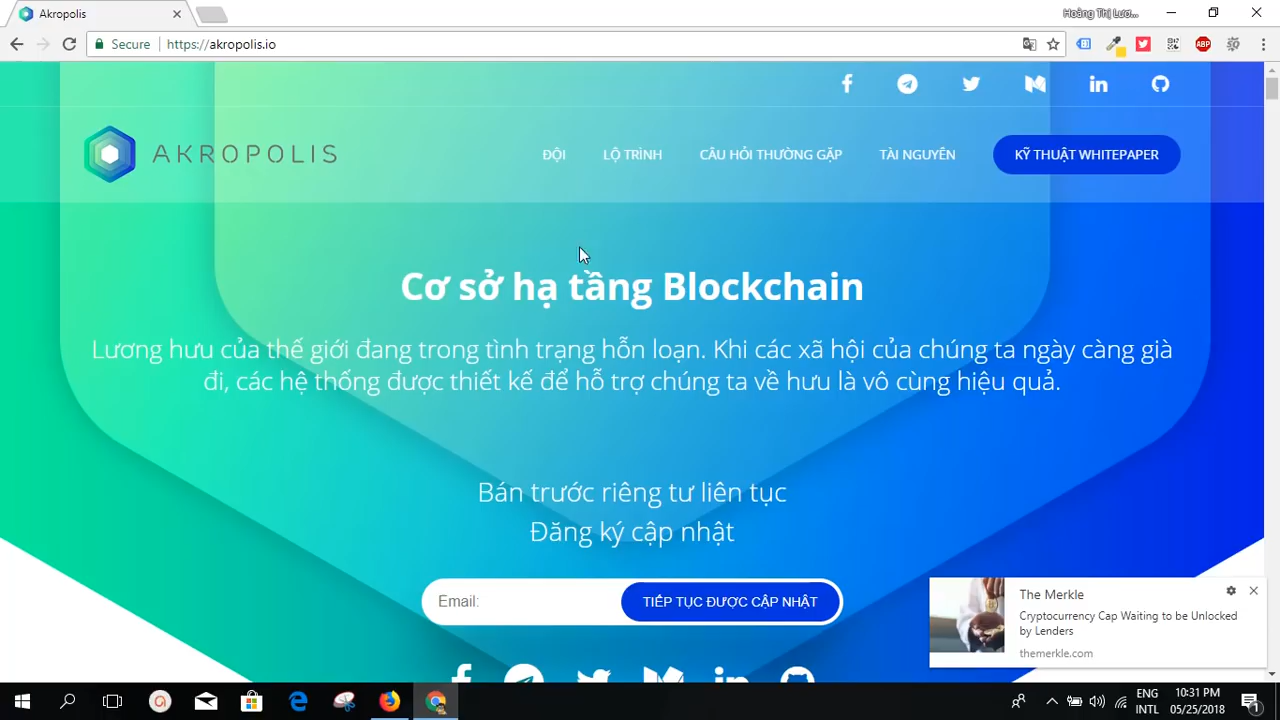 Akropolis
Hoàng Thị Lươ...
Secure
https://akropolis.io
ABP
AKROPOLIS
ĐỘI
LỘ TRÌNH
CÂU HỎI THƯỜNG GẶP
TÀI NGUYÊN
KỸ THUẬT WHITEPAPER
Cơ sở hạ tầng Blockchain
Lương hưu của thế giới đang trong tình trạng hỗn loạn. Khi các xã hội của chúng ta ngày càng già
đi, các hệ thống được thiết kế để hỗ trợ chúng ta về hưu là vô cùng hiệu quả.
Bán trước riêng tư liên tục
Đăng ký cập nhật
Email:
TIẾP TỤC ĐƯỢC CẬP NHẬT
The Merkle
Cryptocurrency Cap Waiting to be Unlocked
by Lenders
themerkle.com
ENG
INTL
10:31 PM
05/25/2018
1